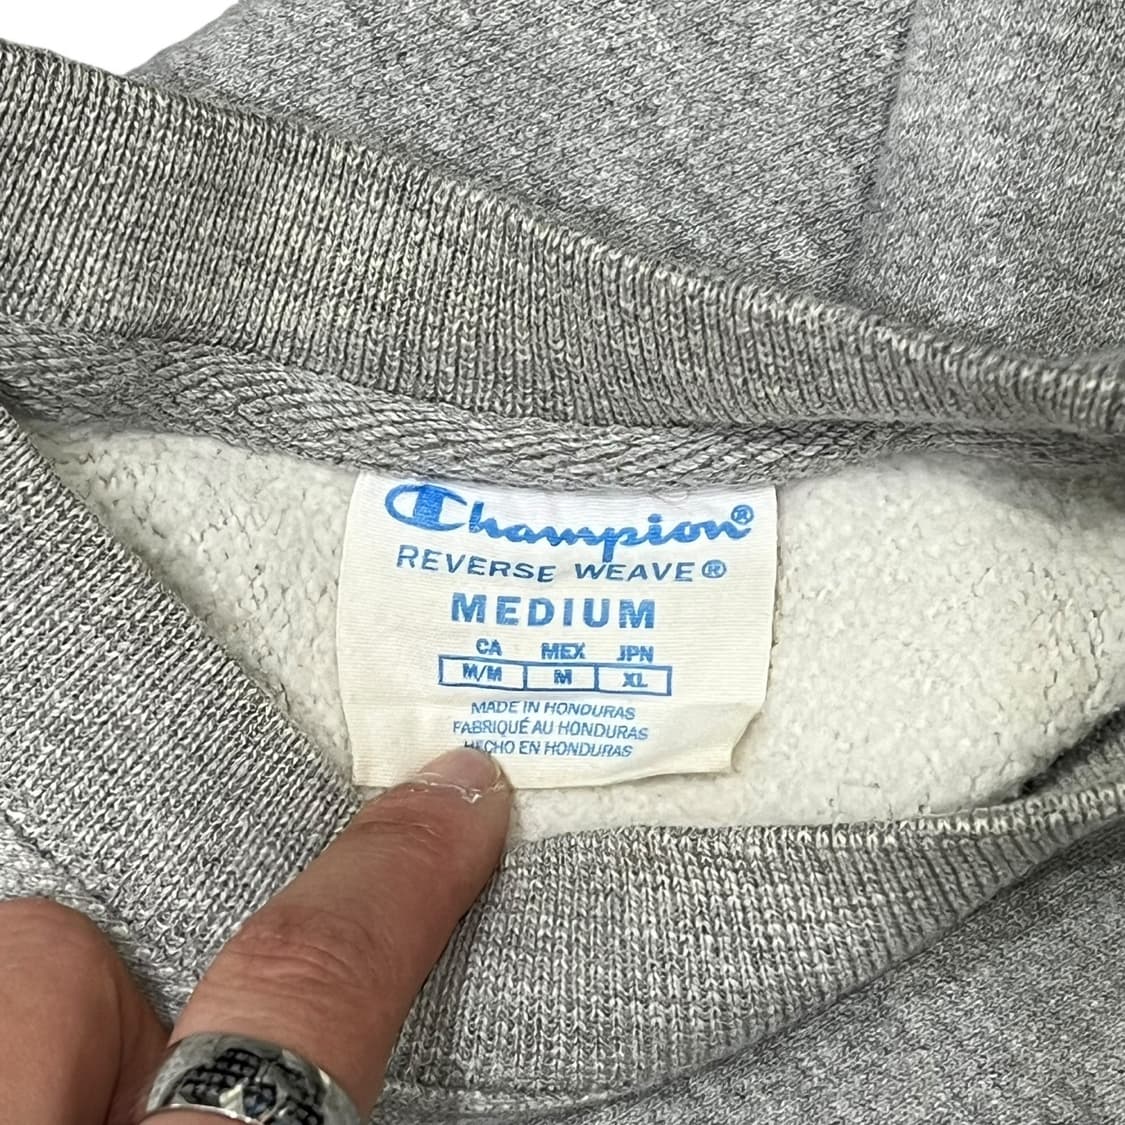 Champion®
REVERSE WEAVE®
MEDIUM
CA MEX JPN
M/M M XL
MADE IN HONDURAS
FABRIQUÉ AU HONDURAS
HECHO EN HONDURAS